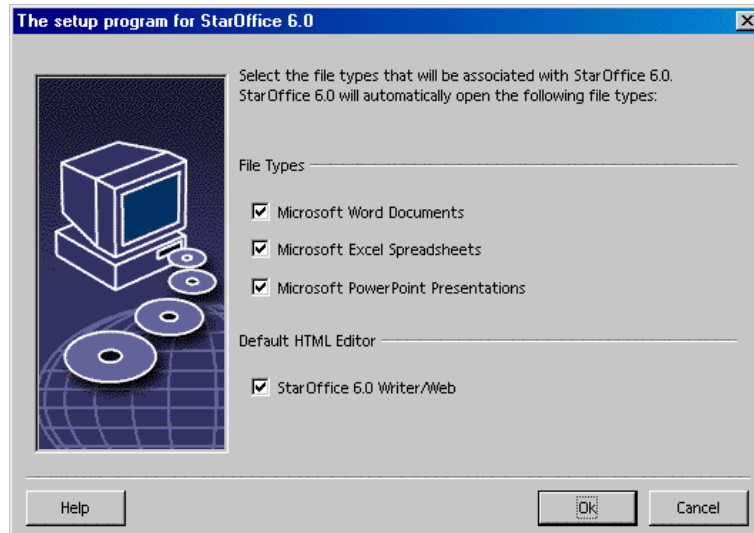 The setup program for StarOffice 6.0
Select the file types that will be associated with StarOffice 6.0.
StarOffice 6.0 will automatically open the following file types:
File Types
Microsoft Word Documents
Microsoft Excel Spreadsheets
Microsoft PowerPoint Presentations
Default HTML Editor
StarOffice 6.0 Writer/Web
Help
Ok
Cancel